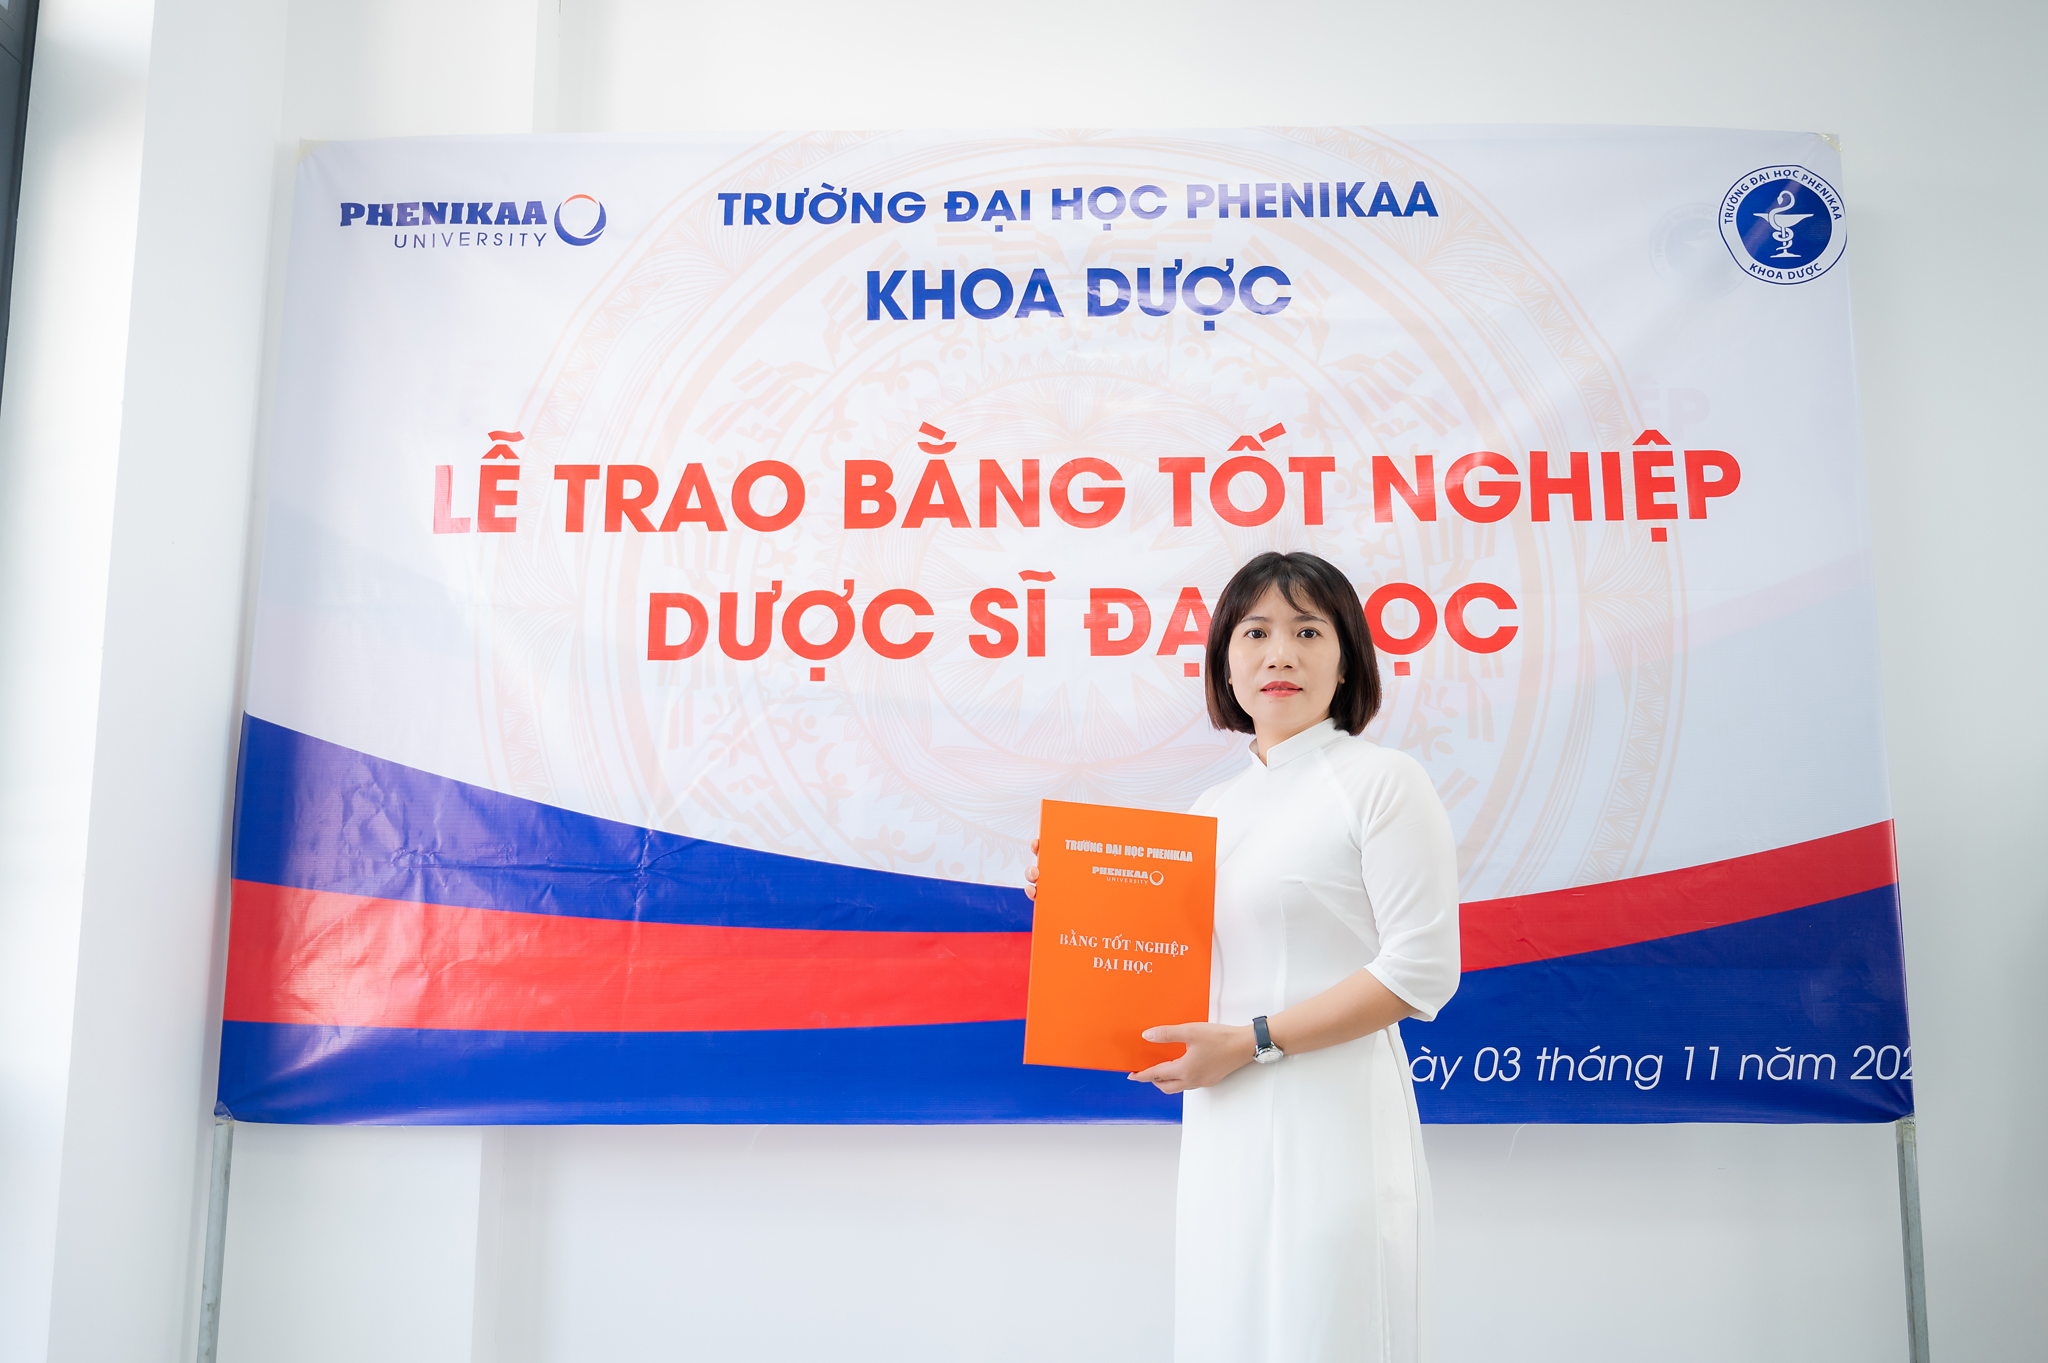 PHENIKAA
UNIVERSITY
TRƯỜNG ĐẠI HỌC PHENIKAA
KHOA DƯỢC
TRƯỜNG ĐẠI HỌC PHENIKAA
KHOA DƯỢC
LỄ TRAO BẰNG TỐT NGHIỆP
DƯỢC SĨ ĐẠI HỌC
TRƯỜNG ĐẠI HỌC PHENIKAA
PHENIKAA
UNIVERSITY
BẰNG TỐT NGHIỆP
ĐẠI HỌC
ày 03 tháng 11 năm 202